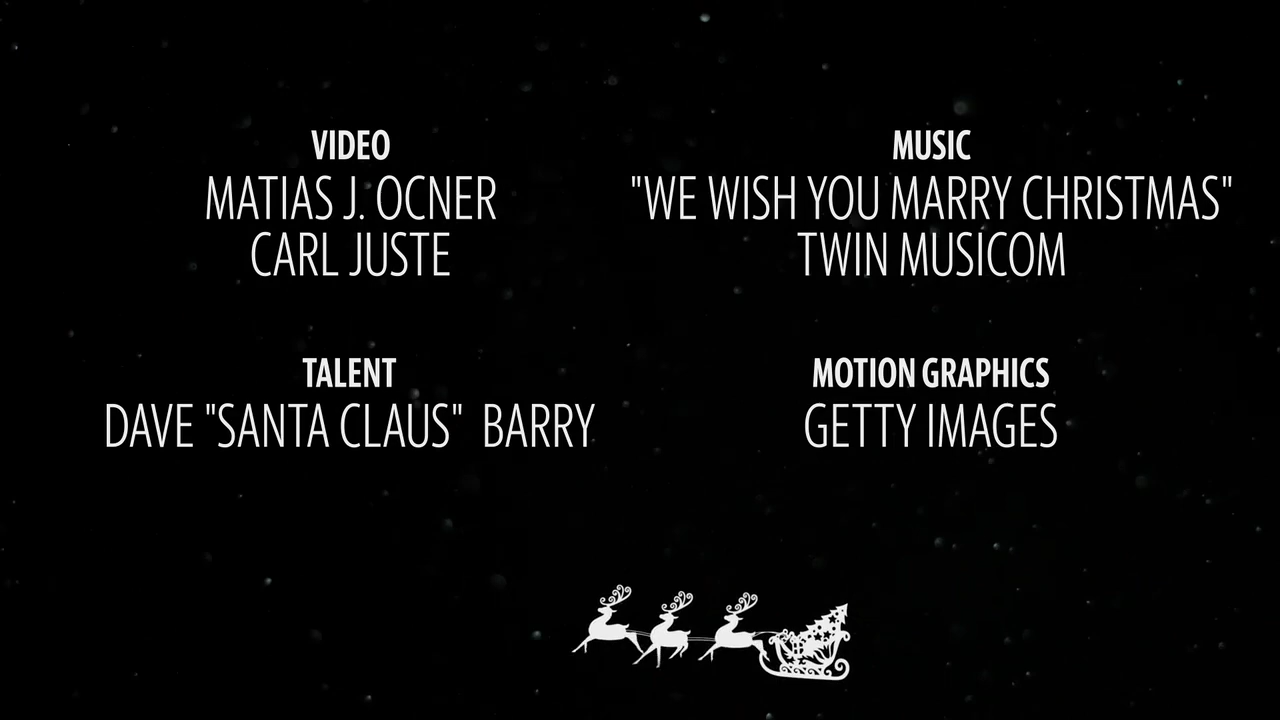 VIDEO
MATIAS J. OCNER
CARL JUSTE
MUSIC
"WE WISH YOU MARRY CHRISTMAS"
TWIN MUSICOM
TALENT
DAVE "SANTA CLAUS" BARRY
MOTION GRAPHICS
GETTY IMAGES